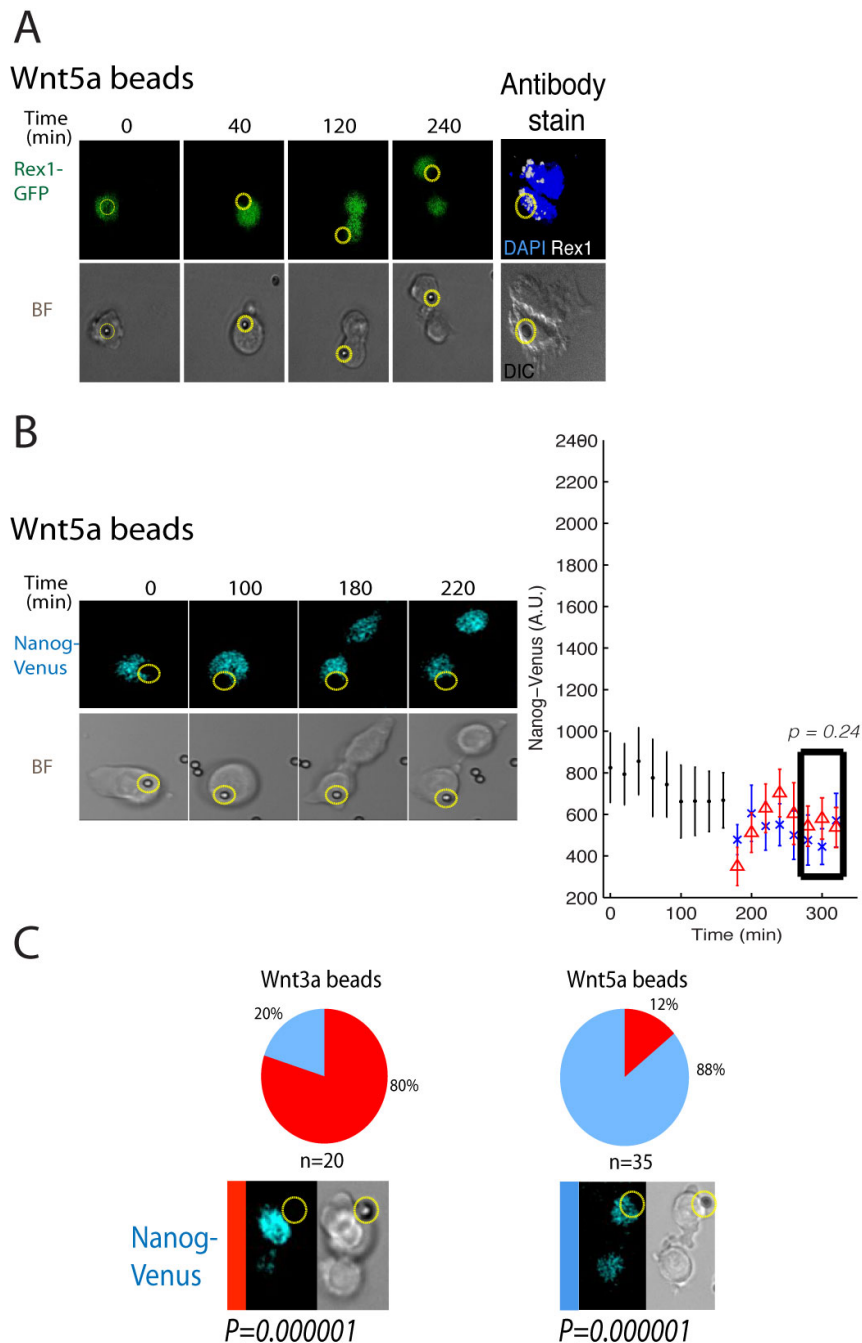 A
Wnt5a beads
Time
(min)
0
40
120
240
Antibody
stain
Rex1-
GFP
DAPI Rex1
BF
DIC
B
Wnt5a beads
Time
(min)
0
100
180
220
Nanog-
Venus
BF
Nanog-Venus (A.U.)
2400
2200
2000
1800
1600
1400
1200
1000
800
600
400
200
p = 0.24
0
100
200
300
Time (min)
C
Wnt3a beads
20%
80%
n=20
Wnt5a beads
12%
88%
n=35
Nanog-
Venus
P=0.000001
P=0.000001